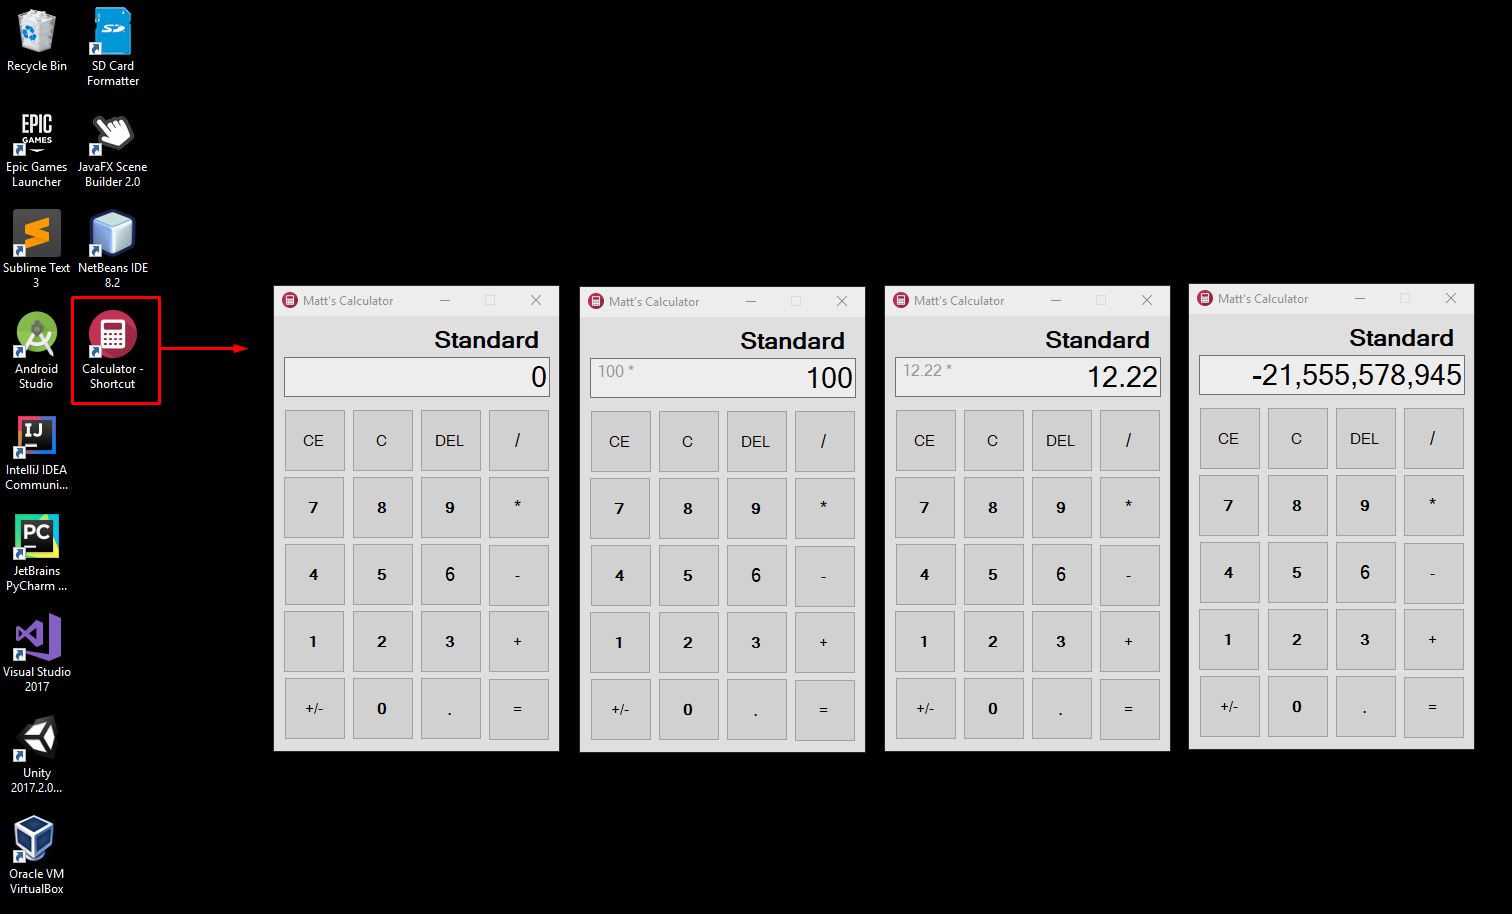 Recycle Bin
SD
SD Card
Formatter
EPIC
GAMES
Epic Games
Launcher
JavaFX Scene
Builder 2.0
Sublime Text
3
NetBeans IDE
8.2
Android
Studio
Calculator -
Shortcut
IJ
IntelliJ IDEA
Communi...
PC
JetBrains
PyCharm ...
Visual Studio
2017
Unity
2017.2.0...
Oracle VM
VirtualBox
Matt's Calculator
Standard
0
CE C DEL /
7 8 9 *
4 5 6 -
1 2 3 +
+/- 0 . =
Matt's Calculator
Standard
100 *
100
CE C DEL /
7 8 9 *
4 5 6 -
1 2 3 +
+/- 0 . =
Matt's Calculator
Standard
12.22 *
12.22
CE C DEL /
7 8 9 *
4 5 6 -
1 2 3 +
+/- 0 . =
Matt's Calculator
Standard
-21,555,578,945
CE C DEL /
7 8 9 *
4 5 6 -
1 2 3 +
+/- 0 . =